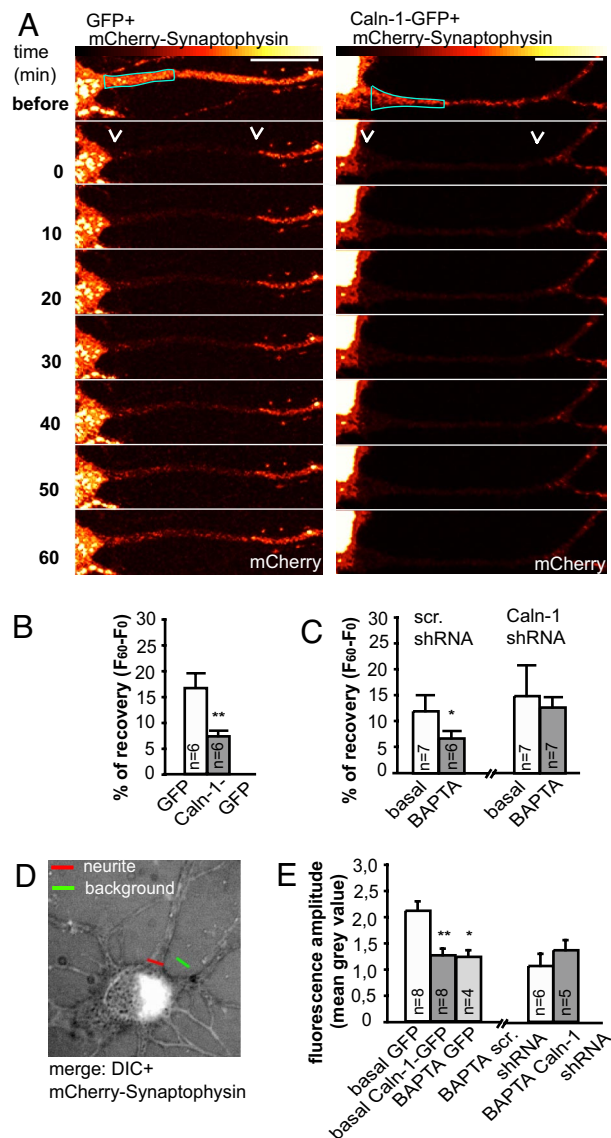 A
GFP+
mCherry-Synaptophysin
Caln-1-GFP+
mCherry-Synaptophysin
time
(min)
before
0
10
20
30
40
50
60
mCherry
mCherry
B
% of recovery (F60-F0)
30
25
20
15
10
5
0
**
n=6
n=6
GFP
Caln-1-
GFP
C
scr.
shRNA
Caln-1
shRNA
% of recovery (F60-F0)
30
25
20
15
10
5
0
*
n=7
n=6
n=7
n=7
basal
BAPTA
basal
BAPTA
D
neurite
background
merge: DIC+
mCherry-Synaptophysin
E
fluorescence amplitude
(mean grey value)
3,0
2,5
2,0
1,5
1,0
0,5
0
**
*
n=8
n=8
n=4
n=6
n=5
basal GFP
basal Caln-1-GFP
BAPTA GFP
BAPTA scr.
shRNA
BAPTA Caln-1
shRNA